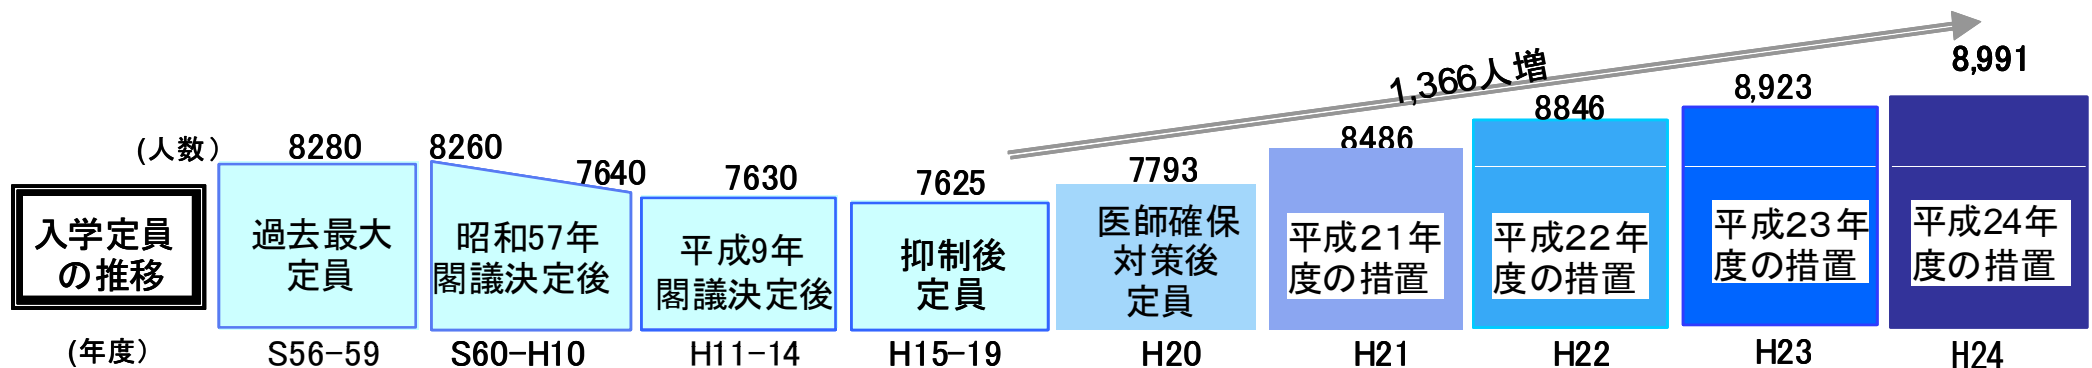 1,366人増
(人数)
8280
8260
7640
7630
7625
7793
8486
8846
8,923
8,991
入学定員
の推移
過去最大
定員
昭和57年
閣議決定後
平成9年
閣議決定後
抑制後
定員
医師確保
対策後
定員
平成21年
度の措置
平成22年
度の措置
平成23年
度の措置
平成24年
度の措置
(年度)
S56-59
S60-H10
H11-14
H15-19
H20
H21
H22
H23
H24